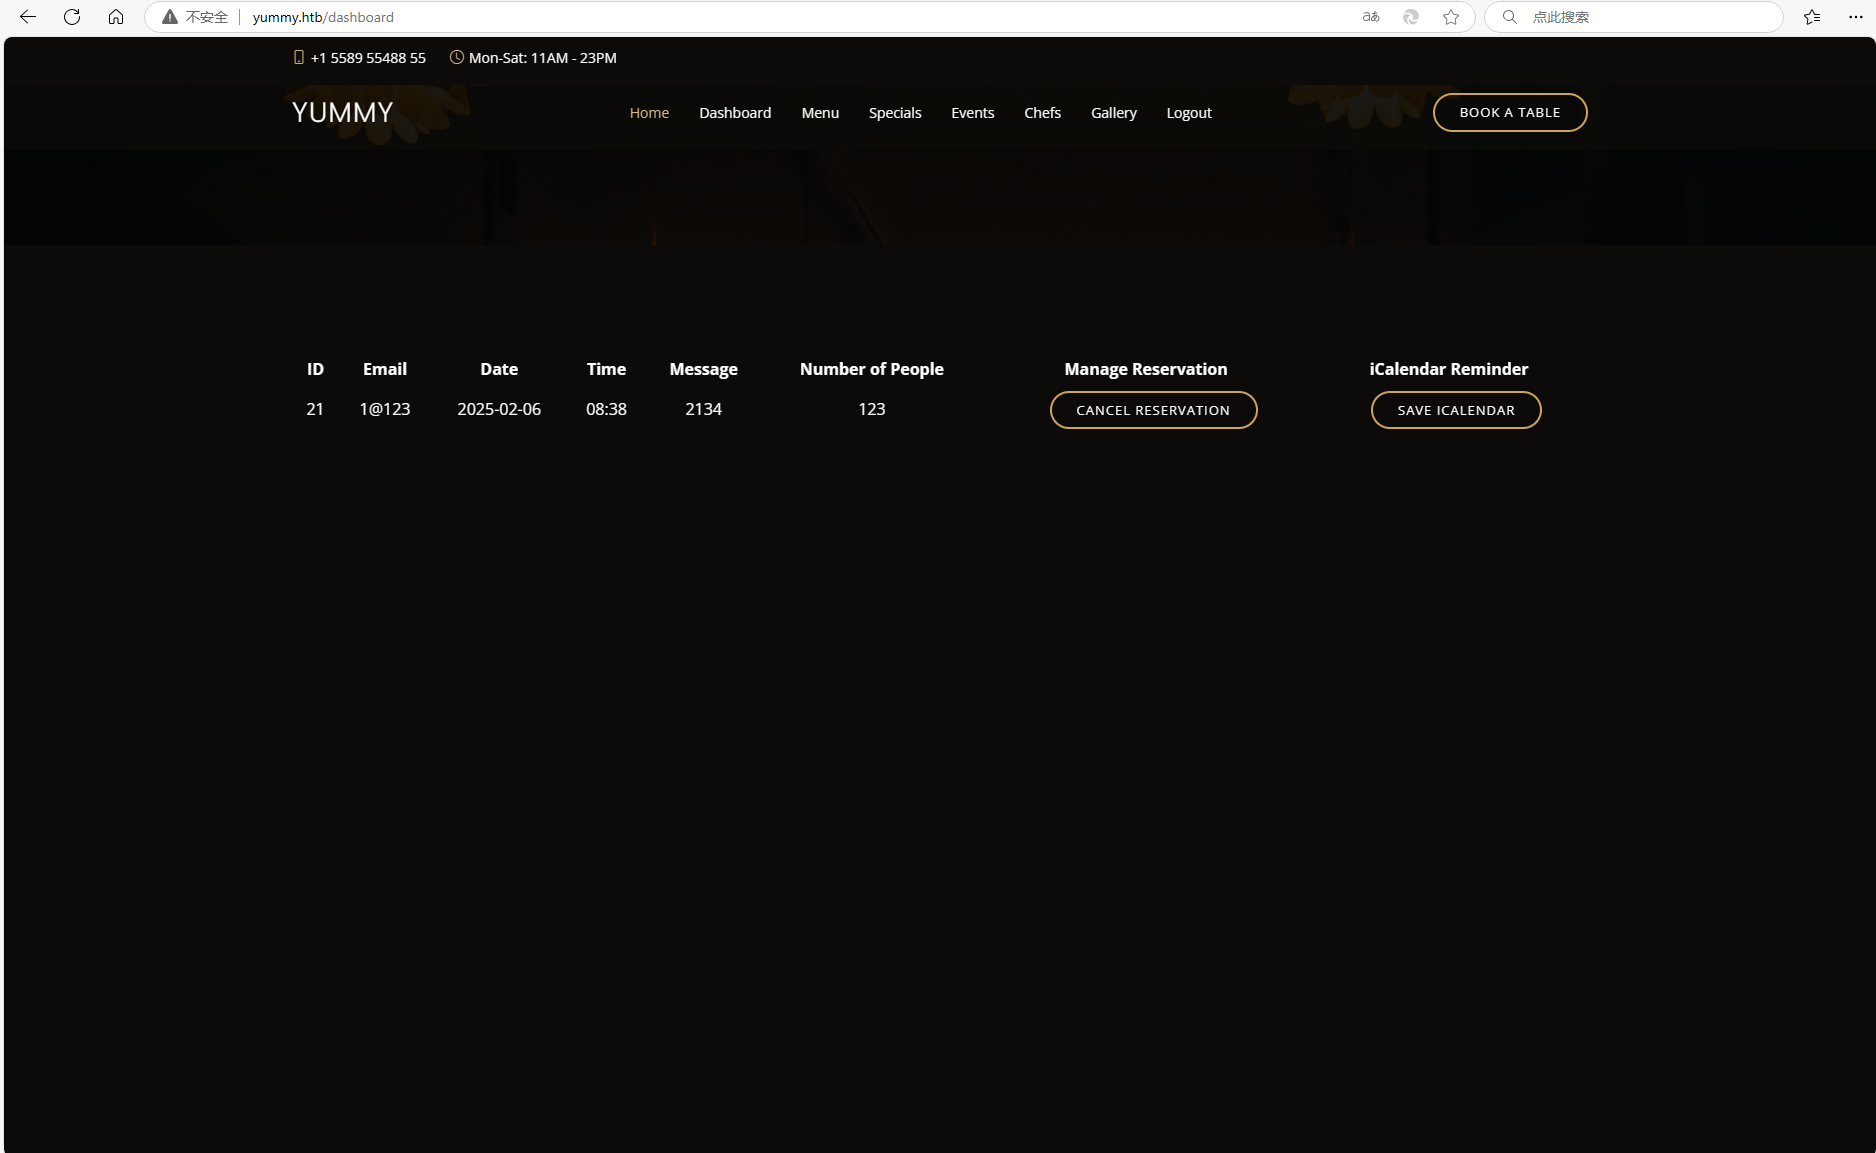 不安全 yummy.htb/dashboard aあ 点此搜索
+1 5589 55488 55 Mon-Sat: 11AM - 23PM
YUMMY Home Dashboard Menu Specials Events Chefs Gallery Logout BOOK A TABLE
ID Email Date Time Message Number of People Manage Reservation iCalendar Reminder
21 1@123 2025-02-06 08:38 2134 123 CANCEL RESERVATION SAVE ICALENDAR